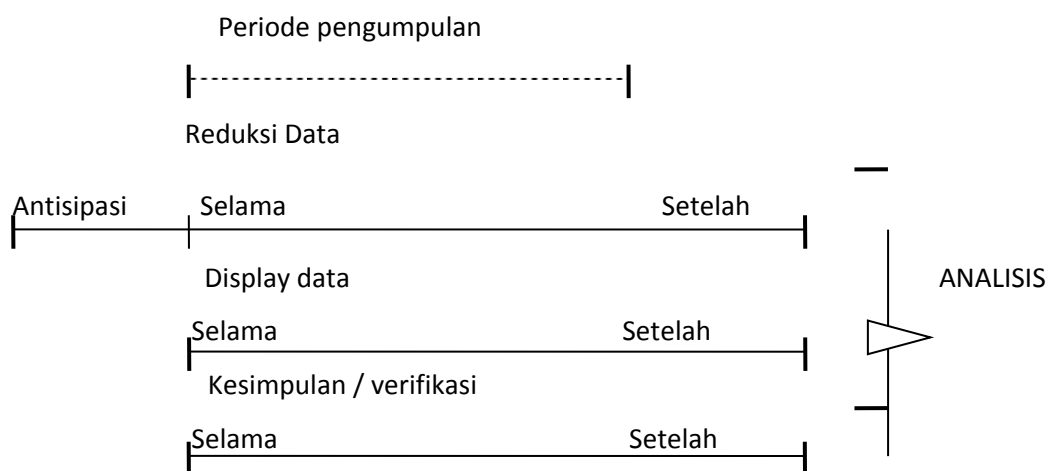 Periode pengumpulan
Reduksi Data
Antisipasi Selama Setelah
Display data
ANALISIS
Selama Setelah
Kesimpulan / verifikasi
Selama Setelah